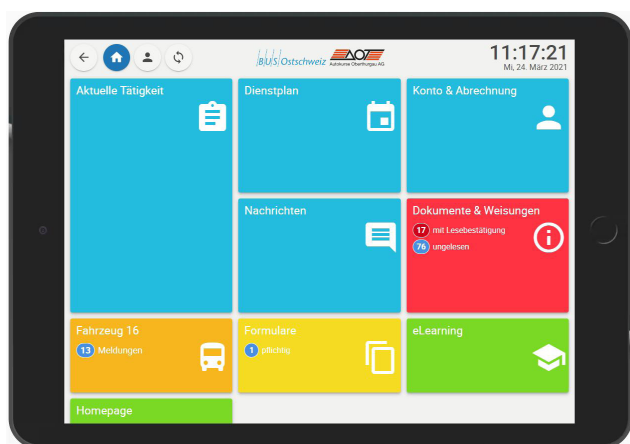 BUS Ostschweiz
AOT
Autokurse Oberthurgau AG
11:17:21
Mi, 24. März 2021
Aktuelle Tätigkeit
Dienstplan
Konto & Abrechnung
Nachrichten
Dokumente & Weisungen
17 mit Lesebestätigung
76 ungelesen
Fahrzeug 16
13 Meldungen
Formulare
1 pflichtig
eLearning
Homepage